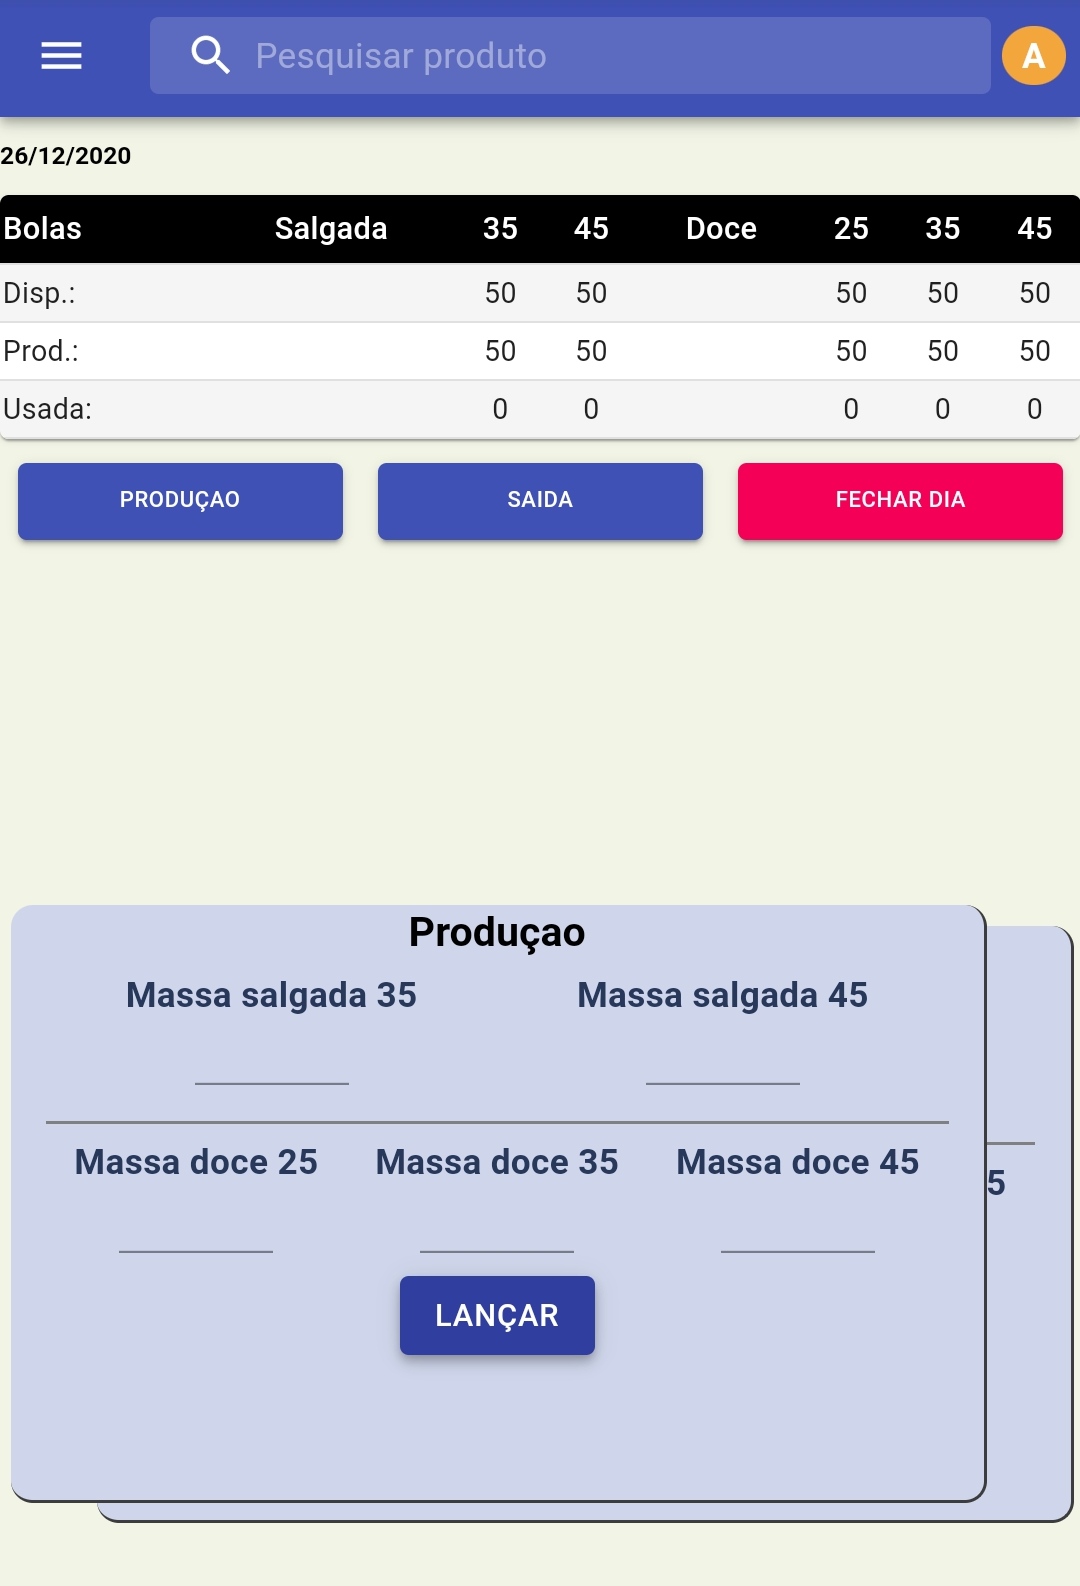 Pesquisar produto
A
26/12/2020
Bolas Salgada 35 45 Doce 25 35 45
Disp.: 50 50 50 50 50
Prod.: 50 50 50 50 50
Usada: 0 0 0 0 0
PRODUÇAO SAIDA FECHAR DIA
Produçao
Massa salgada 35 Massa salgada 45
Massa doce 25 Massa doce 35 Massa doce 45
5
LANÇAR